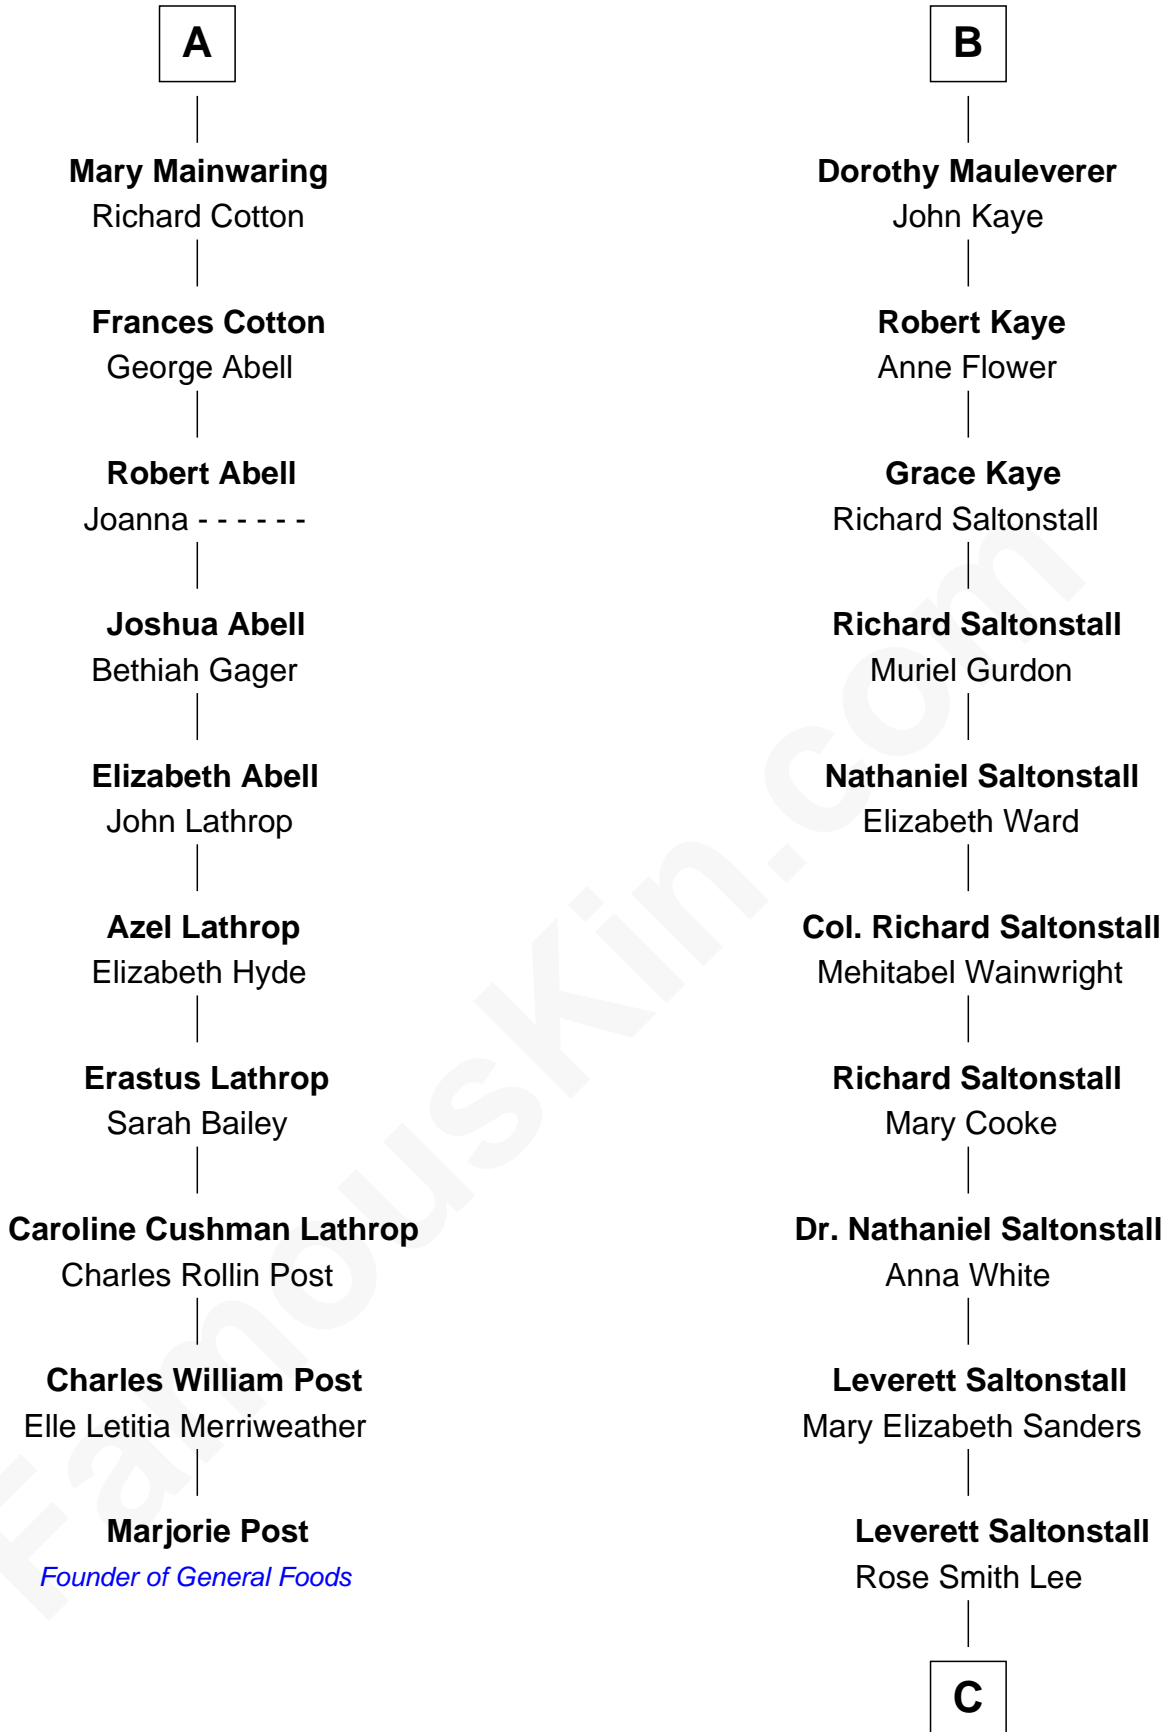 A
Mary Mainwaring
Richard Cotton
Frances Cotton
George Abell
Robert Abell
Joanna - - - - - -
Joshua Abell
Bethiah Gager
Elizabeth Abell
John Lathrop
Azel Lathrop
Elizabeth Hyde
Erastus Lathrop
Sarah Bailey
Caroline Cushman Lathrop
Charles Rollin Post
Charles William Post
Elle Letitia Merriweather
Marjorie Post
Founder of General Foods
B
Dorothy Mauleverer
John Kaye
Robert Kaye
Anne Flower
Grace Kaye
Richard Saltonstall
Richard Saltonstall
Muriel Gurdon
Nathaniel Saltonstall
Elizabeth Ward
Col. Richard Saltonstall
Mehitabel Wainwright
Richard Saltonstall
Mary Cooke
Dr. Nathaniel Saltonstall
Anna White
Leverett Saltonstall
Mary Elizabeth Sanders
Leverett Saltonstall
Rose Smith Lee
C
FamousKin.com